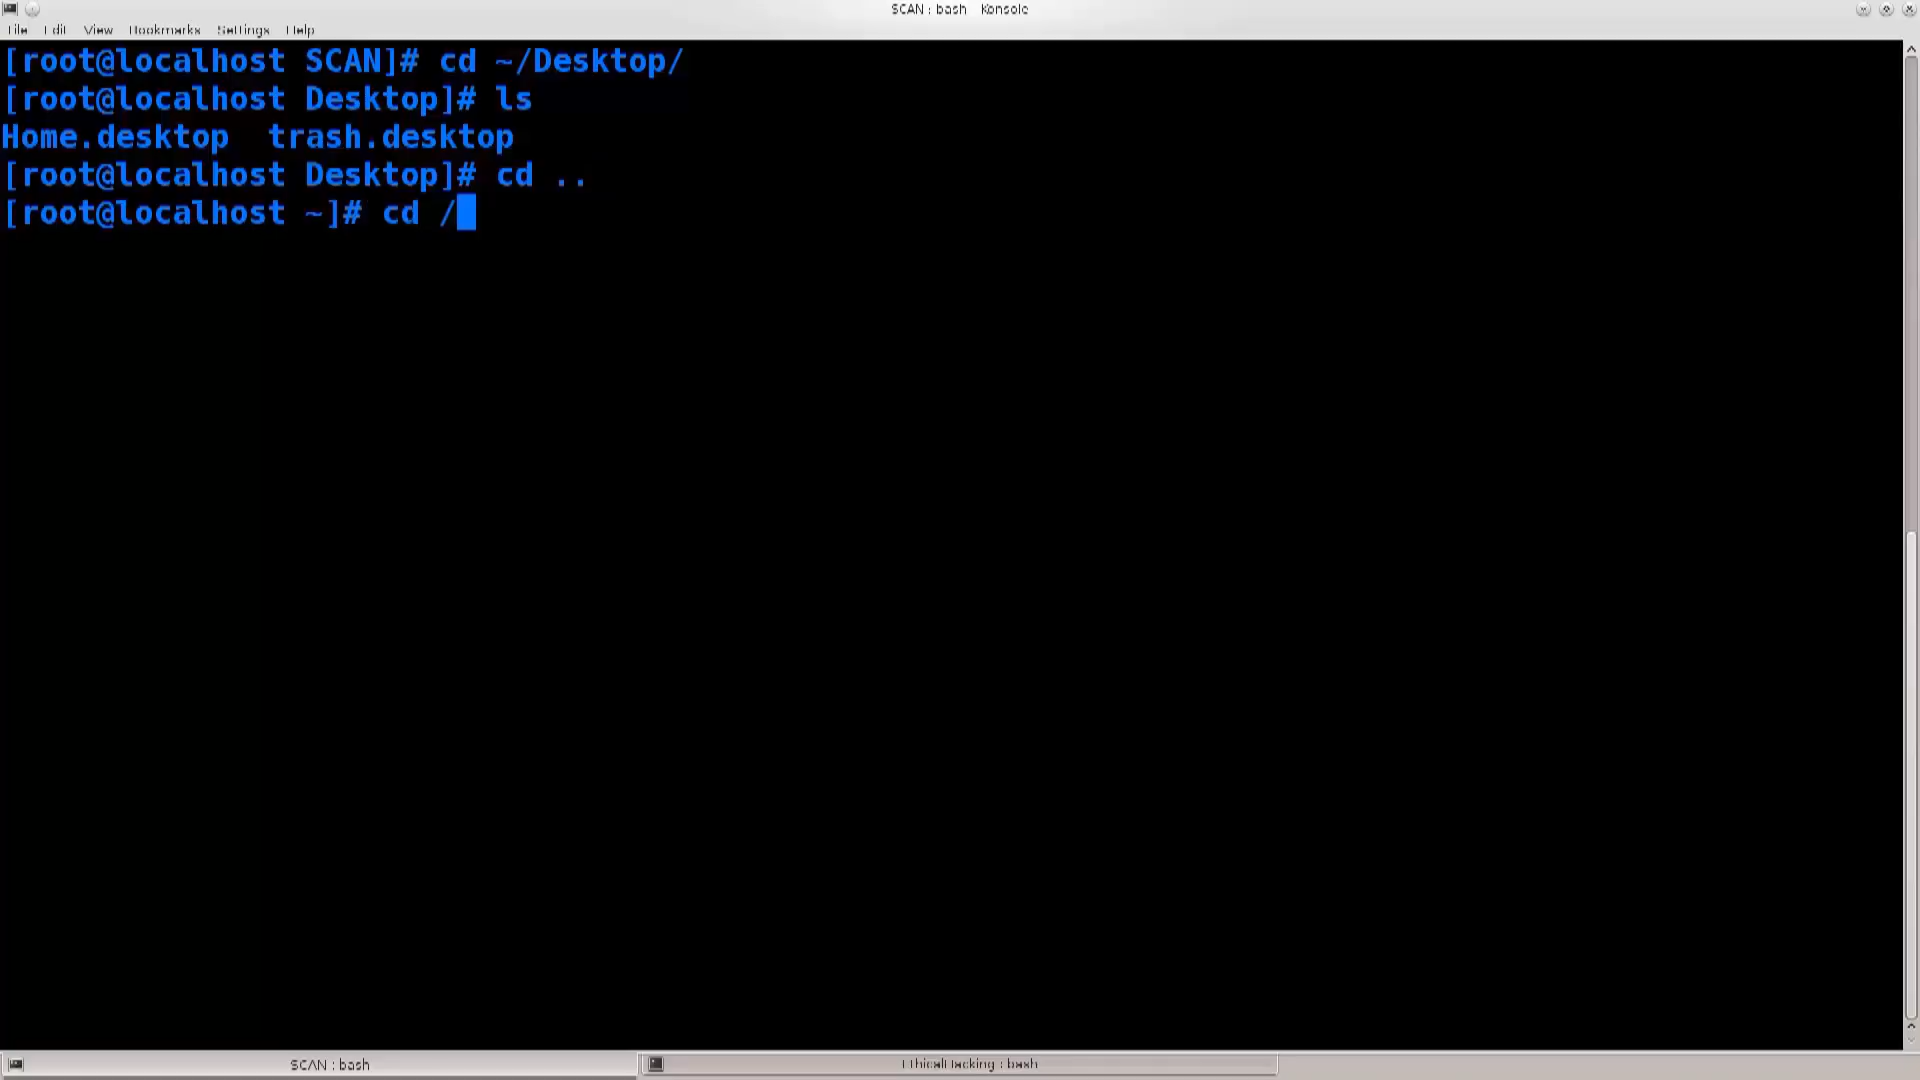 SCAN : bash Konsole
File Edit View Bookmarks Settings Help
[root@localhost SCAN]# cd ~/Desktop/
[root@localhost Desktop]# ls
Home.desktop  trash.desktop
[root@localhost Desktop]# cd ..
[root@localhost ~]# cd /
SCAN : bash
EthicalHacking : bash